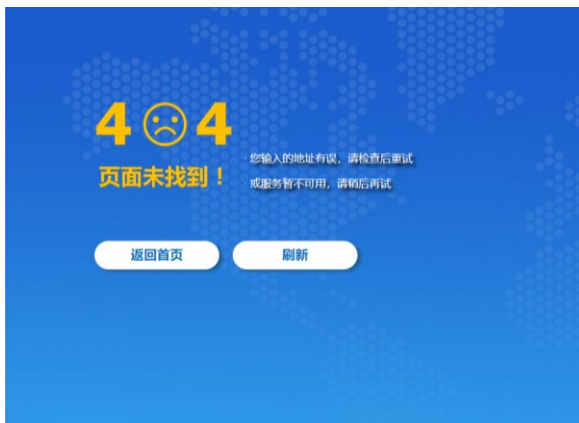 4 4
页面未找到！
您输入的地址有误，请检查后重试
或服务暂不可用，请稍后再试
返回首页
刷新